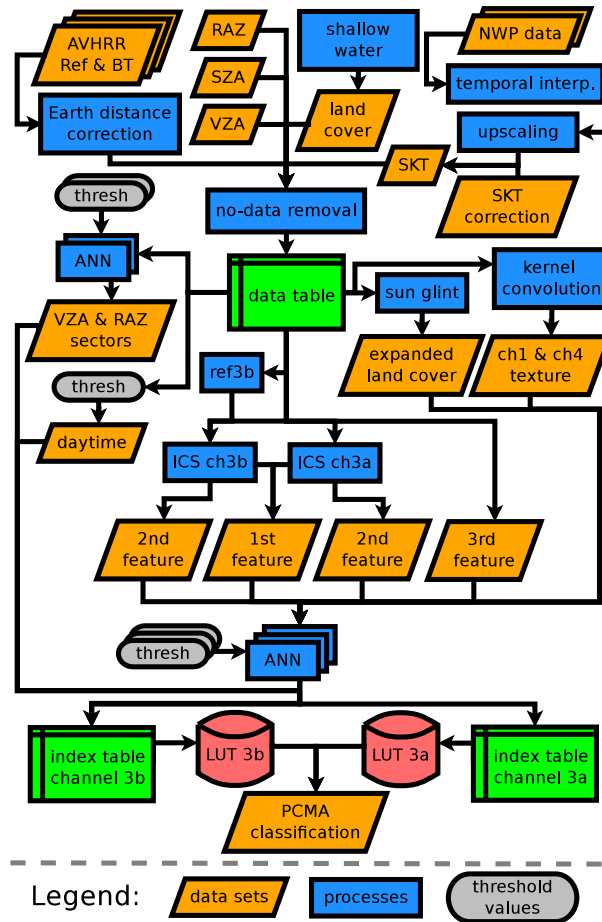 AVHRR
Ref & BT
RAZ
shallow
water
NWP data
SZA
temporal interp.
Earth distance
correction
VZA
land
cover
upscaling
SKT
thresh
no-data removal
SKT
correction
ANN
data table
sun glint
kernel
convolution
VZA & RAZ
sectors
ref3b
expanded
land cover
ch1 & ch4
texture
thresh
daytime
ICS ch3b
ICS ch3a
2nd
feature
1st
feature
2nd
feature
3rd
feature
thresh
ANN
index table
channel 3b
LUT 3b
LUT 3a
index table
channel 3a
PCMA
classification
Legend:
data sets
processes
threshold
values